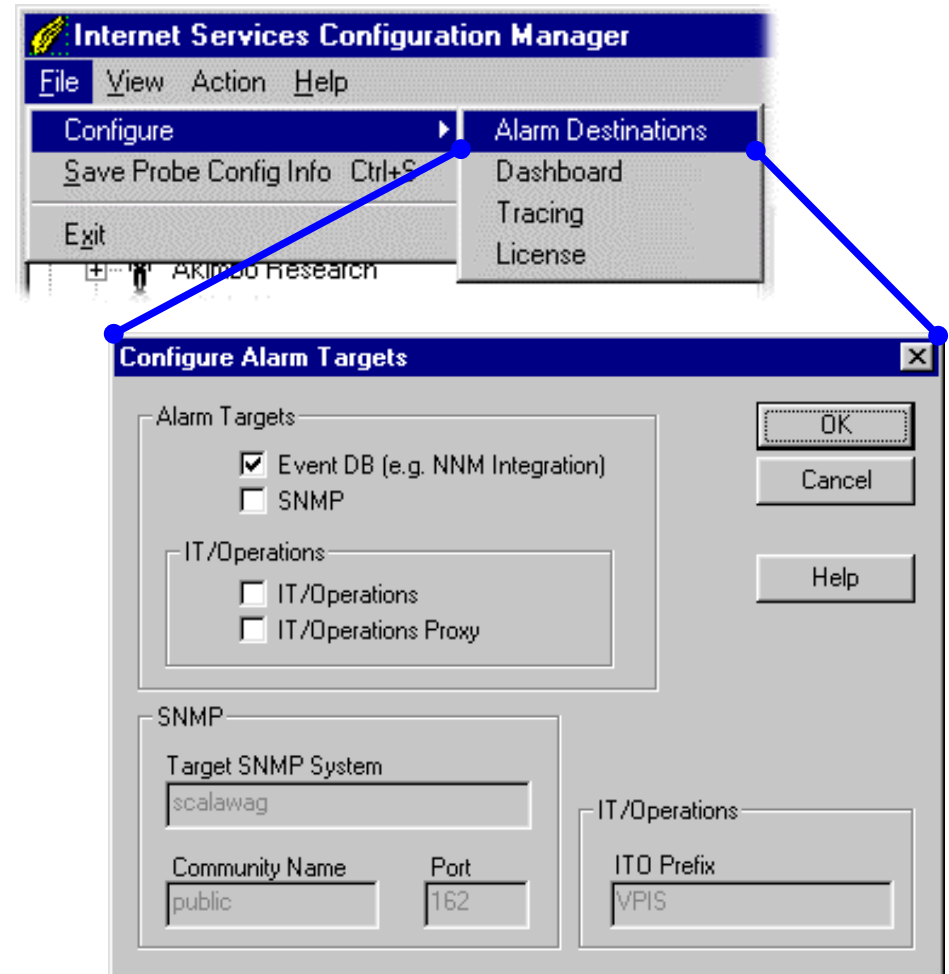 Internet Services Configuration Manager
File View Action Help
Configure
Save Probe Config Info Ctrl+S
Exit
Akimbo Research
Alarm Destinations
Dashboard
Tracing
License
Configure Alarm Targets
Alarm Targets
Event DB (e.g. NNM Integration)
SNMP
IT/Operations
IT/Operations
IT/Operations Proxy
OK
Cancel
Help
SNMP
Target SNMP System
scalawag
Community Name Port
public 162
IT/Operations
ITO Prefix
VPIS